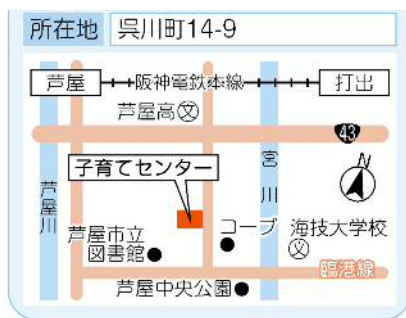 所在地 呉川町14-9
芦屋 阪神電鉄本線 打出
芦屋高文
43
子育てセンター
宮川
N
芦屋川
芦屋市立
図書館
コープ
海技大学校
文
臨港線
芦屋中央公園